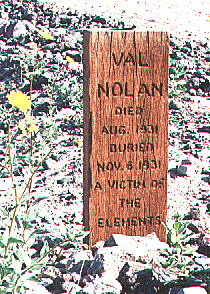 VAL
NOLAN
DIED
AUG. 1931
BURIED
NOV. 6 1931
A VICTIM OF
THE
ELEMENTS